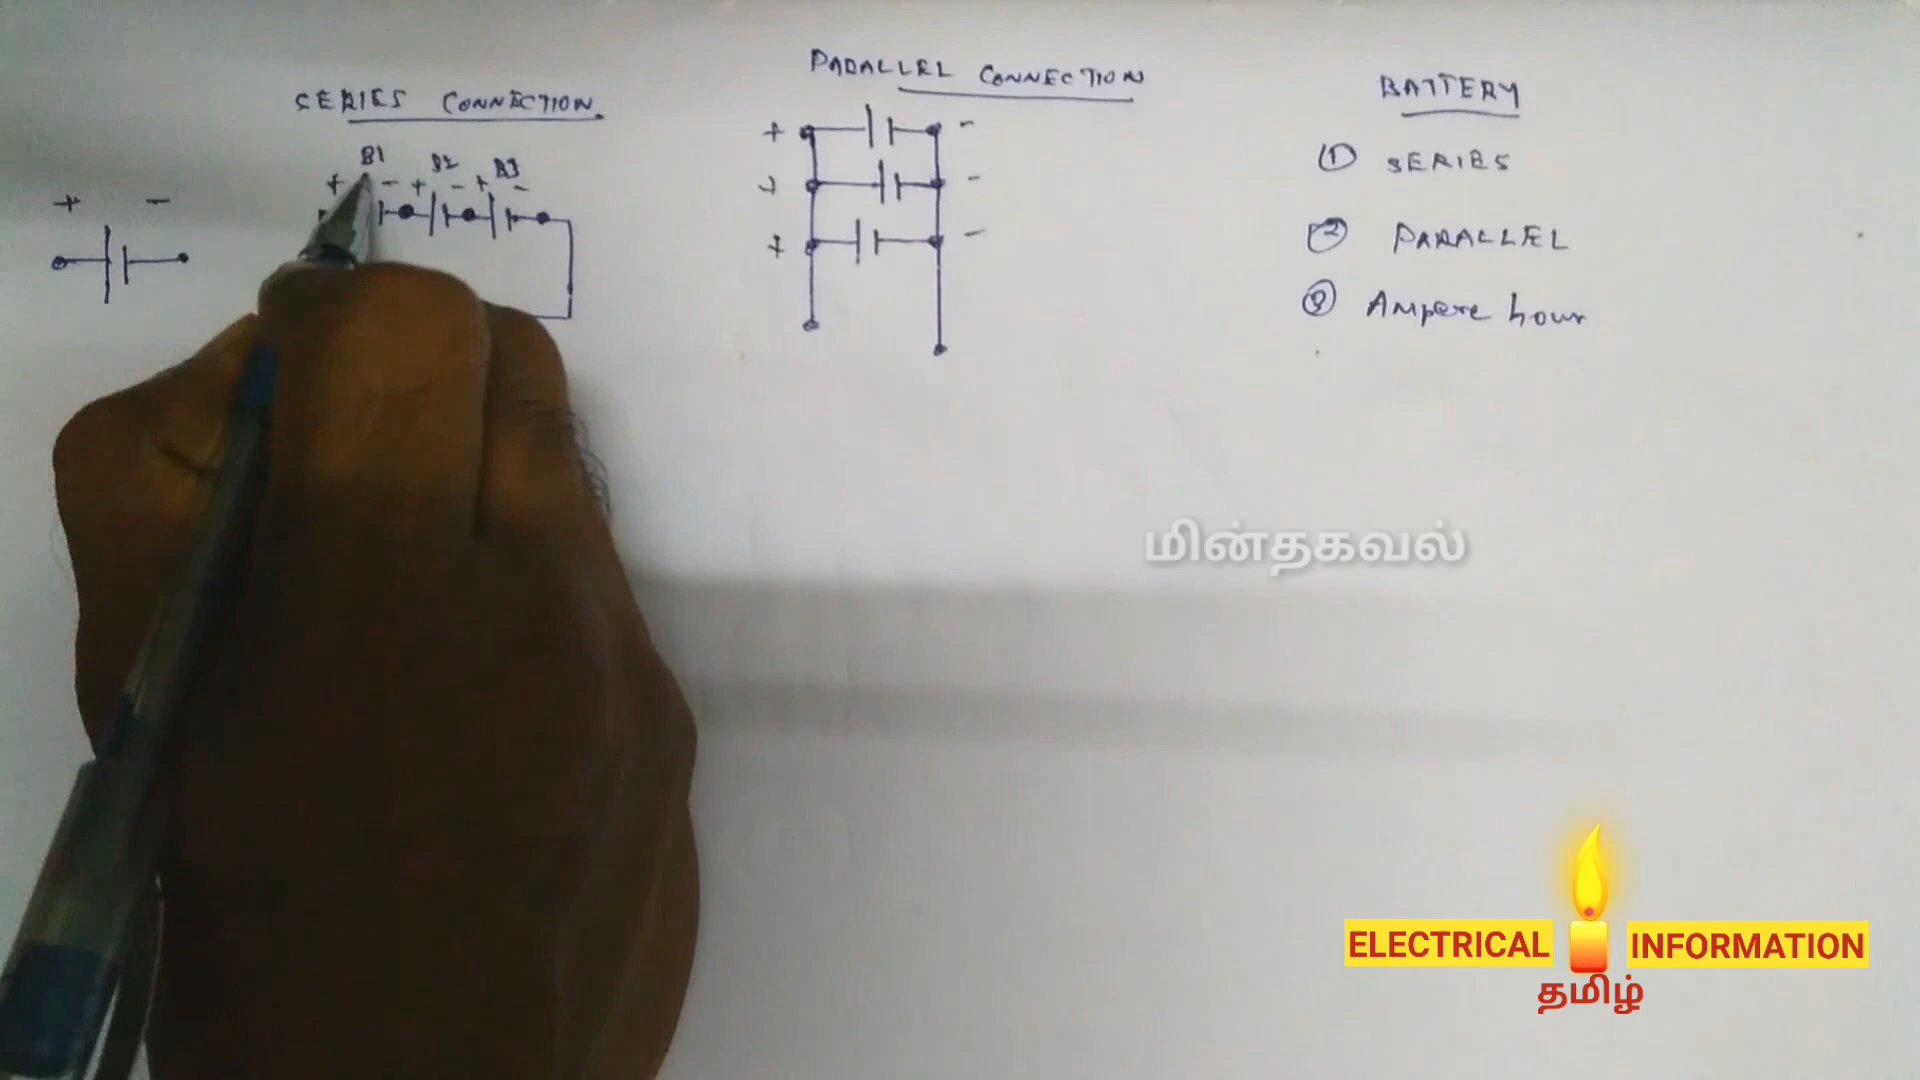 SERIES CONNECTION
+ -
B1 B2 B3
+ - + - + -
PARALLEL CONNECTION
+ -
+ -
+ -
BATTERY
① SERIES
② PARALLEL
③ Ampere hour
மின்தகவல்
ELECTRICAL INFORMATION
தமிழ்